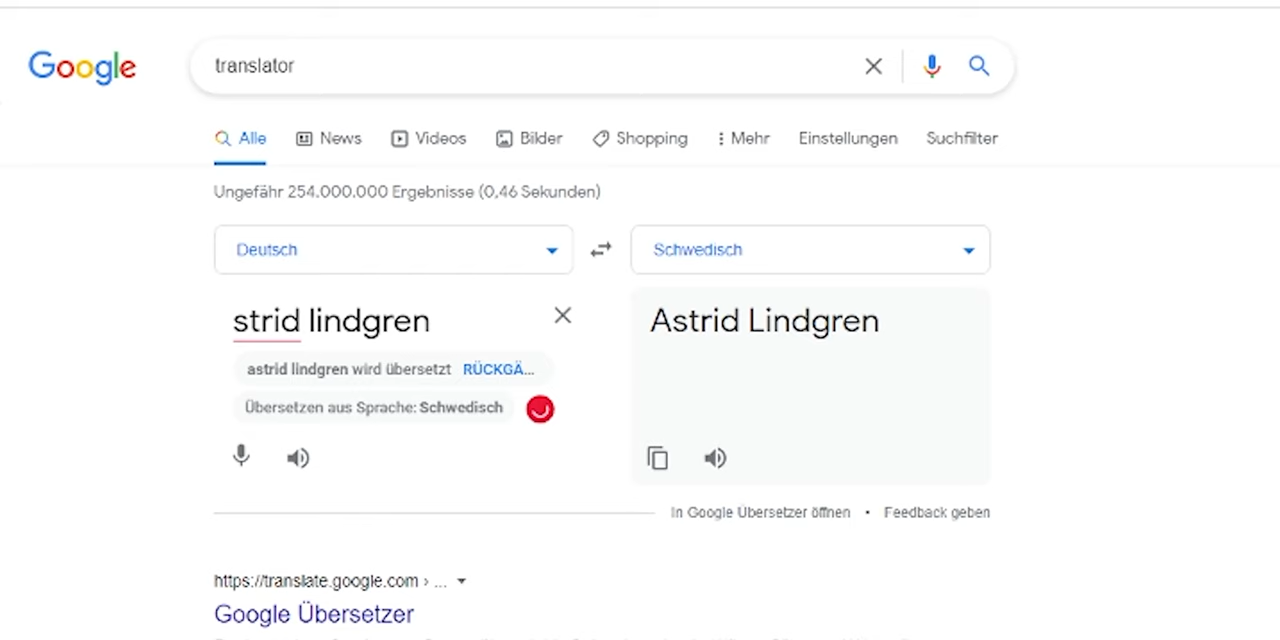 Google translator
Alle News Videos Bilder Shopping Mehr Einstellungen Suchfilter
Ungefähr 254.000.000 Ergebnisse (0,46 Sekunden)
Deutsch Schwedisch
strid lindgren Astrid Lindgren
astrid lindgren wird übersetzt RÜCKGÄ...
Übersetzen aus Sprache: Schwedisch
In Google Übersetzer öffnen • Feedback geben
https://translate.google.com › ...
Google Übersetzer